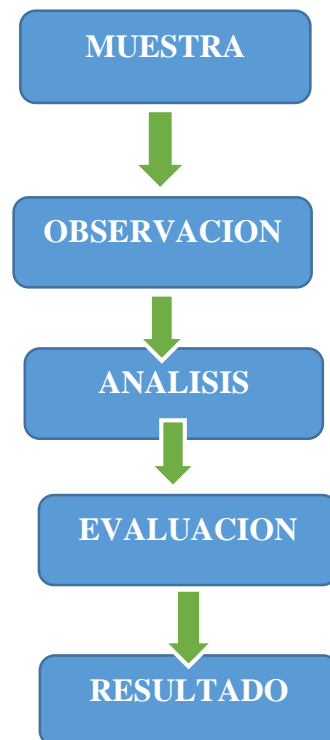 MUESTRA
OBSERVACION
ANALISIS
EVALUACION
RESULTADO